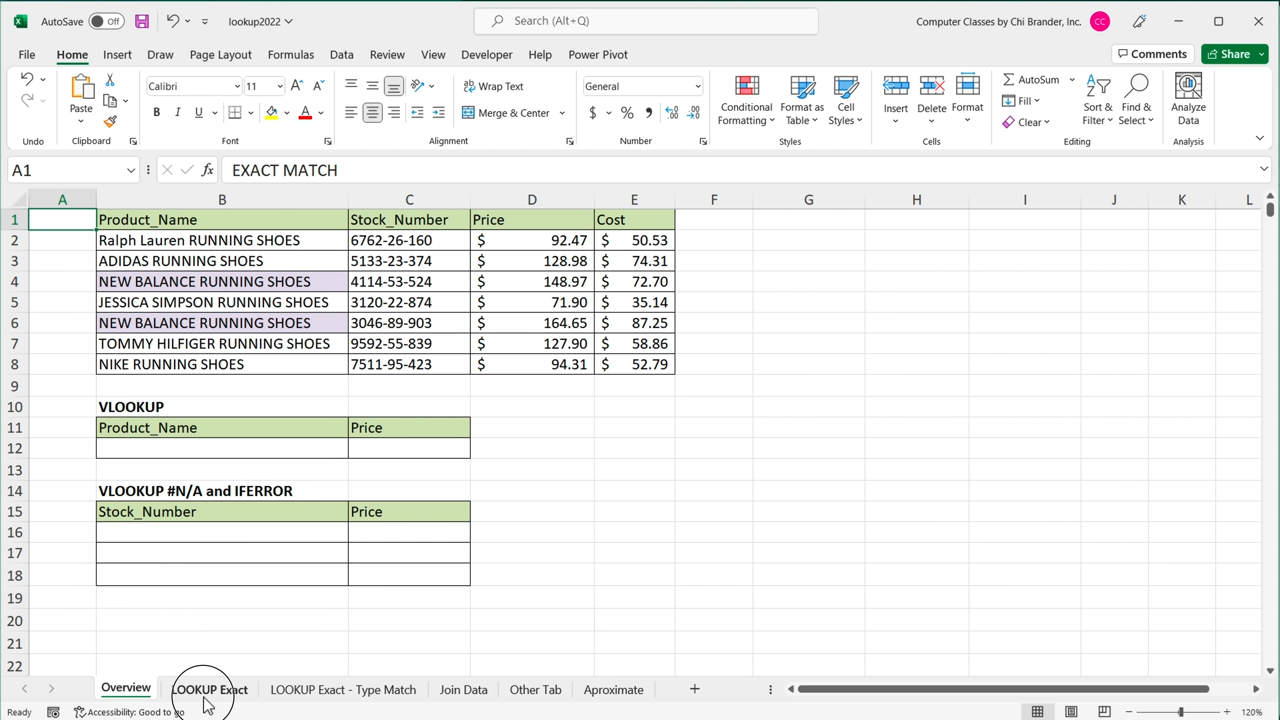 AutoSave Off lookup2022 Search (Alt+Q) Computer Classes by Chi Brander, Inc. CC
File Home Insert Draw Page Layout Formulas Data Review View Developer Help Power Pivot Comments Share
Paste Calibri 11 Wrap Text General Conditional Formatting Format as Table Cell Styles Insert Delete Format AutoSum Sort & Filter Find & Select Analyze Data
B I U Merge & Center $ % , Fill
Clear
Undo Clipboard Font Alignment Number Styles Cells Editing Analysis
A1 fx EXACT MATCH
A B C D E F G H I J K L
1 Product_Name Stock_Number Price Cost
2 Ralph Lauren RUNNING SHOES 6762-26-160 $ 92.47 $ 50.53
3 ADIDAS RUNNING SHOES 5133-23-374 $ 128.98 $ 74.31
4 NEW BALANCE RUNNING SHOES 4114-53-524 $ 148.97 $ 72.70
5 JESSICA SIMPSON RUNNING SHOES 3120-22-874 $ 71.90 $ 35.14
6 NEW BALANCE RUNNING SHOES 3046-89-903 $ 164.65 $ 87.25
7 TOMMY HILFIGER RUNNING SHOES 9592-55-839 $ 127.90 $ 58.86
8 NIKE RUNNING SHOES 7511-95-423 $ 94.31 $ 52.79
9
10 VLOOKUP
11 Product_Name Price
12
13
14 VLOOKUP #N/A and IFERROR
15 Stock_Number Price
16
17
18
19
20
21
22
Overview LOOKUP Exact LOOKUP Exact - Type Match Join Data Other Tab Aproximate
Ready Accessibility: Good to go 120%